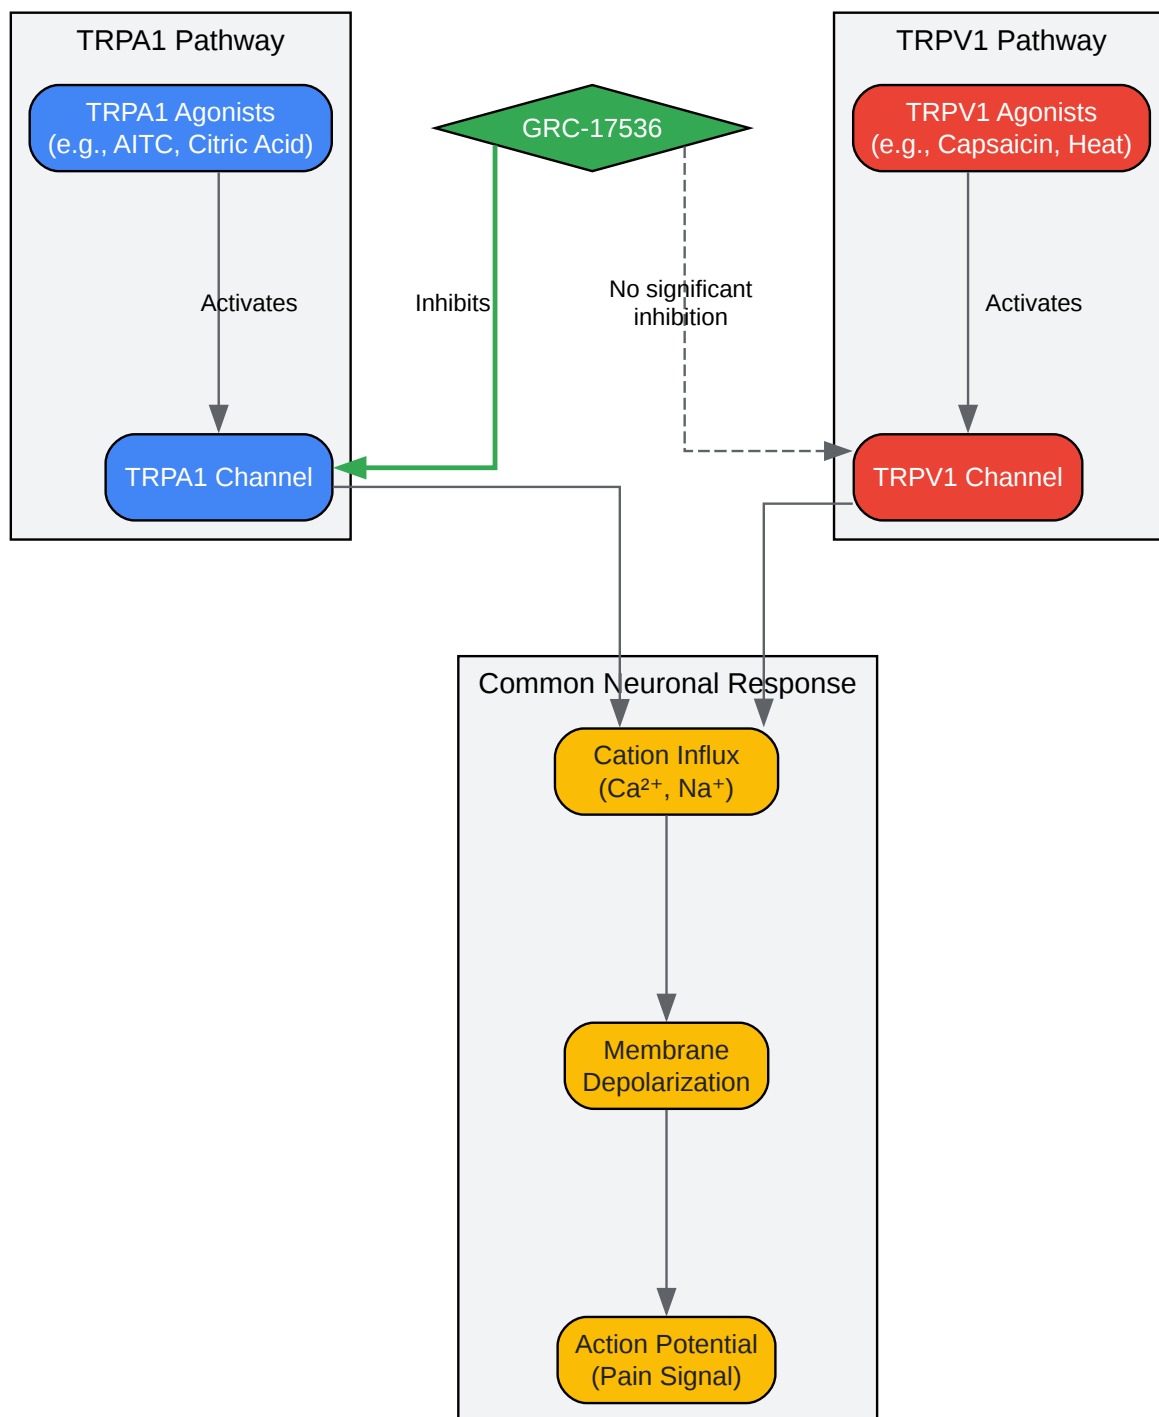 TRPA1 Pathway
TRPV1 Pathway
TRPA1 Agonists
(e.g., AITC, Citric Acid)
GRC-17536
TRPV1 Agonists
(e.g., Capsaicin, Heat)
Activates
Inhibits
No significant
inhibition
Activates
TRPA1 Channel
TRPV1 Channel
Common Neuronal Response
Cation Influx
(Ca²⁺, Na⁺)
Membrane
Depolarization
Action Potential
(Pain Signal)